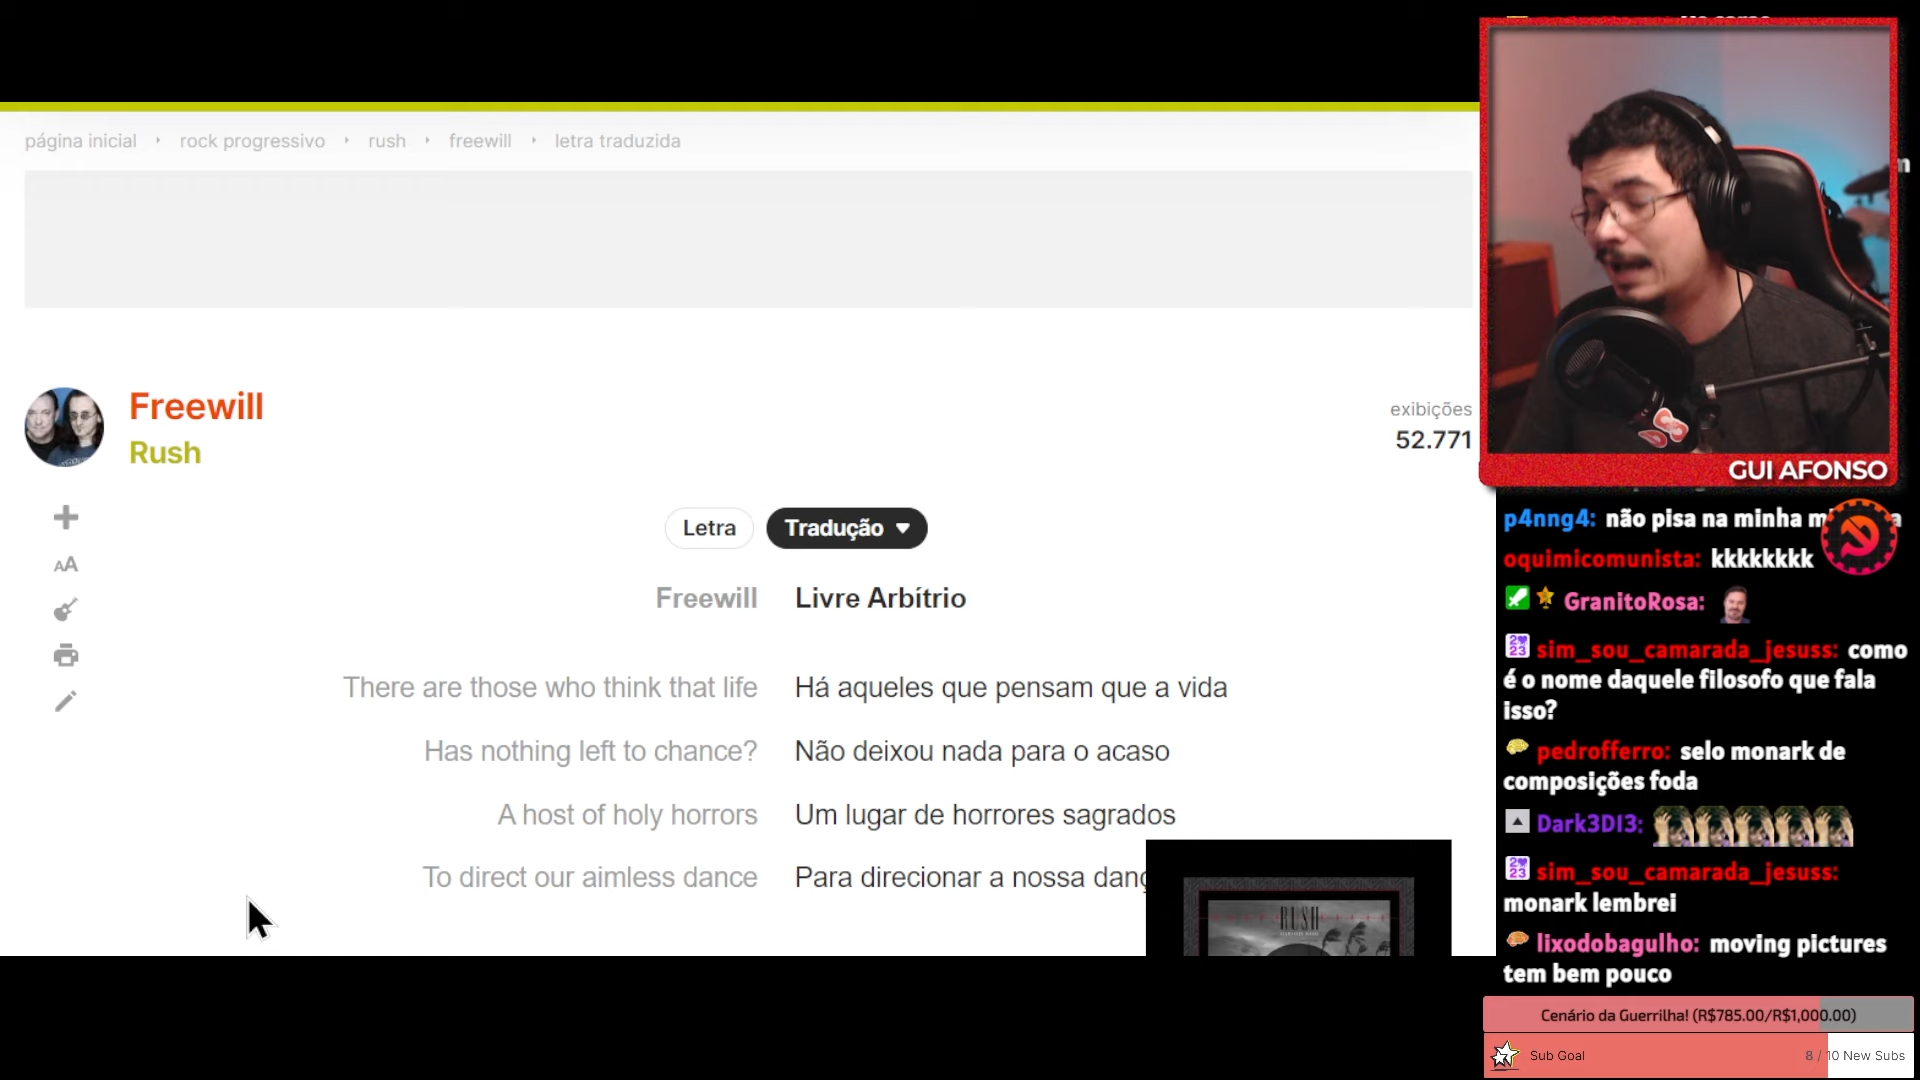 página inicial
rock progressivo
rush
freewill
letra traduzida
Freewill
Rush
exibições
52.771
Letra
Tradução
Freewill
Livre Arbítrio
There are those who think that life
Há aqueles que pensam que a vida
Has nothing left to chance?
Não deixou nada para o acaso
A host of holy horrors
Um lugar de horrores sagrados
To direct our aimless dance
Para direcionar a nossa
RUSH
AA
GUI AFONSO
p4nng4: não pisa na minha
oquimicomunista: kkkkkkkk
GranitoRosa:
sim_sou_camarada_jesuss: como
é o nome daquele filosofo que fala
isso?
pedrofferro: selo monark de
composições foda
Dark3DI3:
sim_sou_camarada_jesuss:
monark lembrei
lixodobagulho: moving pictures
tem bem pouco
Cenário da Guerrilha! (R$785.00/R$1,000.00)
Sub Goal
8 / 10 New Subs